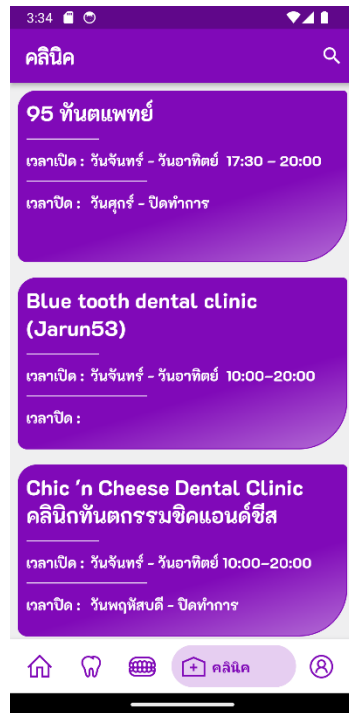 3:34
คลินิค
95 ทันตแพทย์
เวลาเปิด : วันจันทร์ - วันอาทิตย์ 17:30 – 20:00
เวลาปิด : วันศุกร์ - ปิดทำการ
Blue tooth dental clinic
(Jarun53)
เวลาเปิด : วันจันทร์ - วันอาทิตย์ 10:00–20:00
เวลาปิด :
Chic 'n Cheese Dental Clinic
คลินิกทันตกรรมชิคแอนด์ชีส
เวลาเปิด : วันจันทร์ - วันอาทิตย์ 10:00–20:00
เวลาปิด : วันพฤหัสบดี - ปิดทำการ
คลินิค